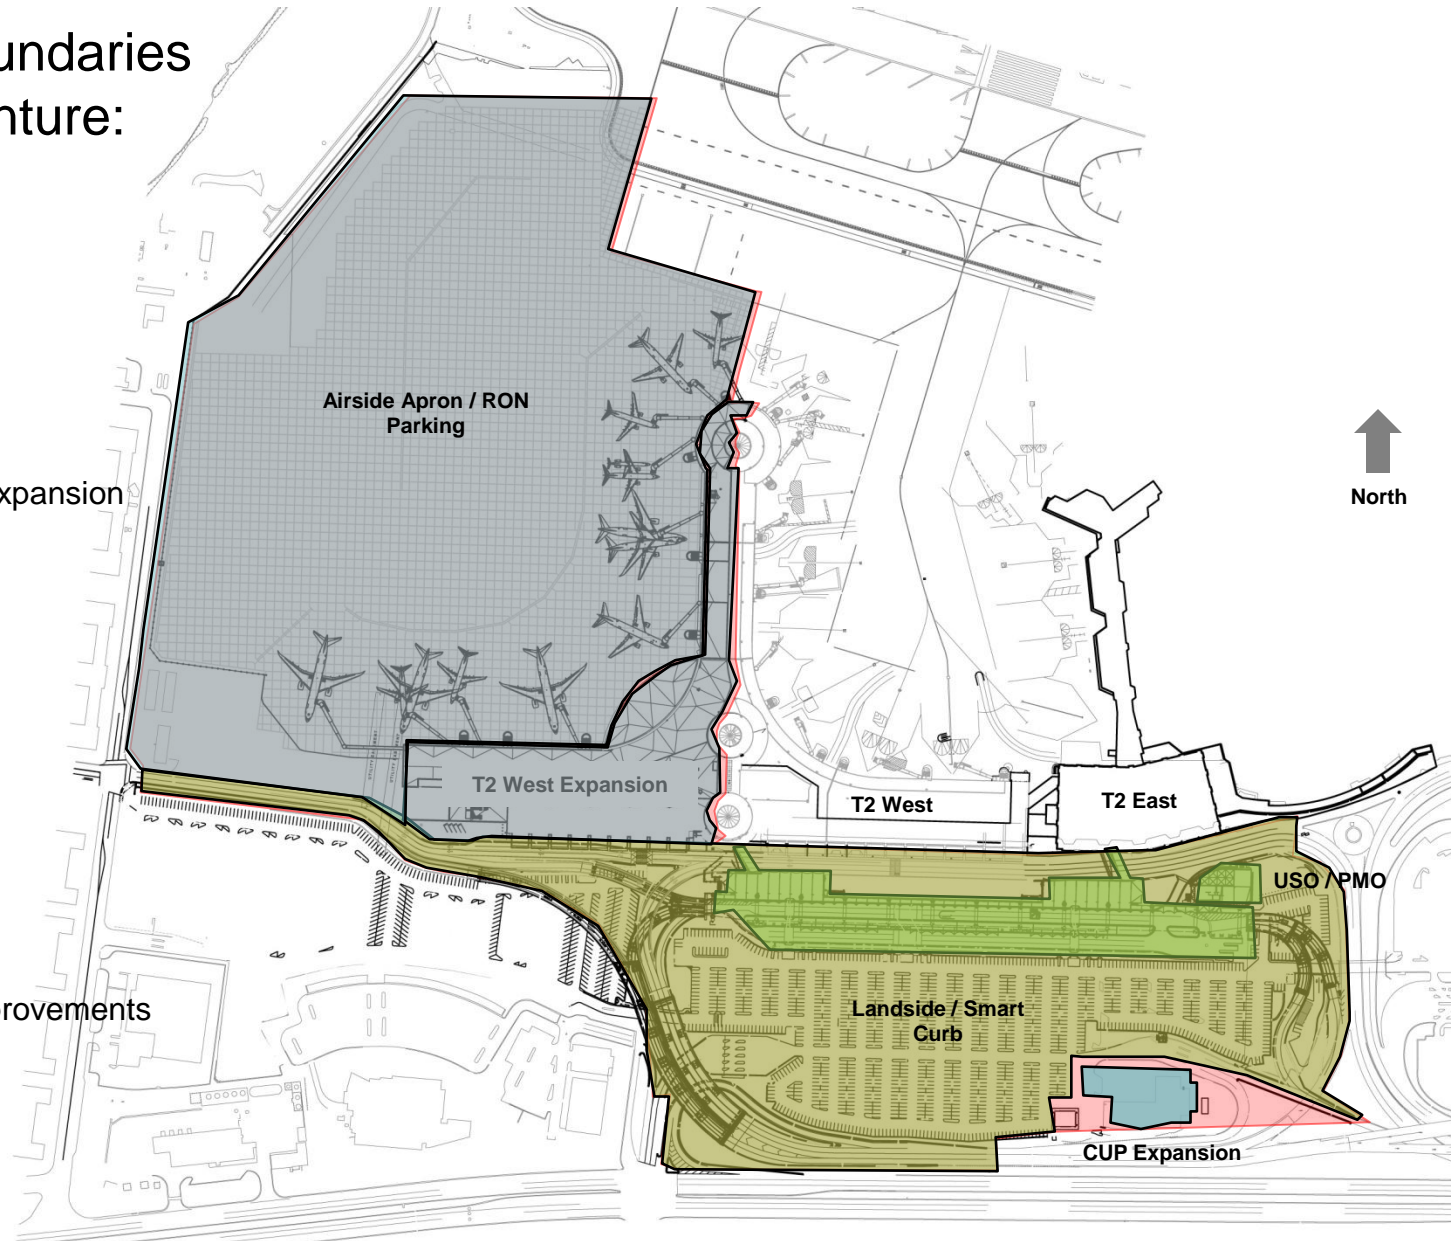 undaries
nture:
Airside Apron / RON
Parking
xpansion
North
T2 West Expansion
T2 West
T2 East
USO / PMO
Landside / Smart
Curb
rovements
CUP Expansion